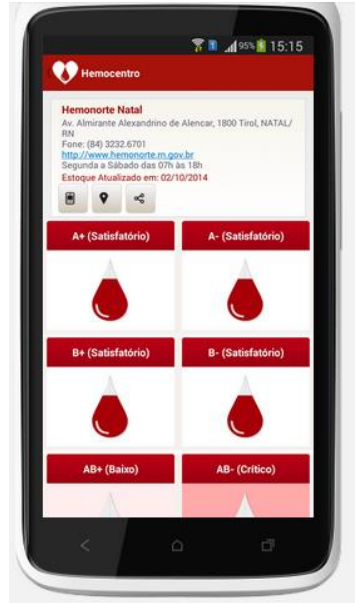 95% 15:15
Hemocentro
Hemonorte Natal
Av. Almirante Alexandrino de Alencar, 1800 Tirol, NATAL/
RN
Fone: (84) 3232.6701
http://www.hemonorte.rn.gov.br
Segunda a Sábado das 07h às 18h
Estoque Atualizado em: 02/10/2014
A+ (Satisfatório) A- (Satisfatório)
B+ (Satisfatório) B- (Satisfatório)
AB+ (Baixo) AB- (Crítico)